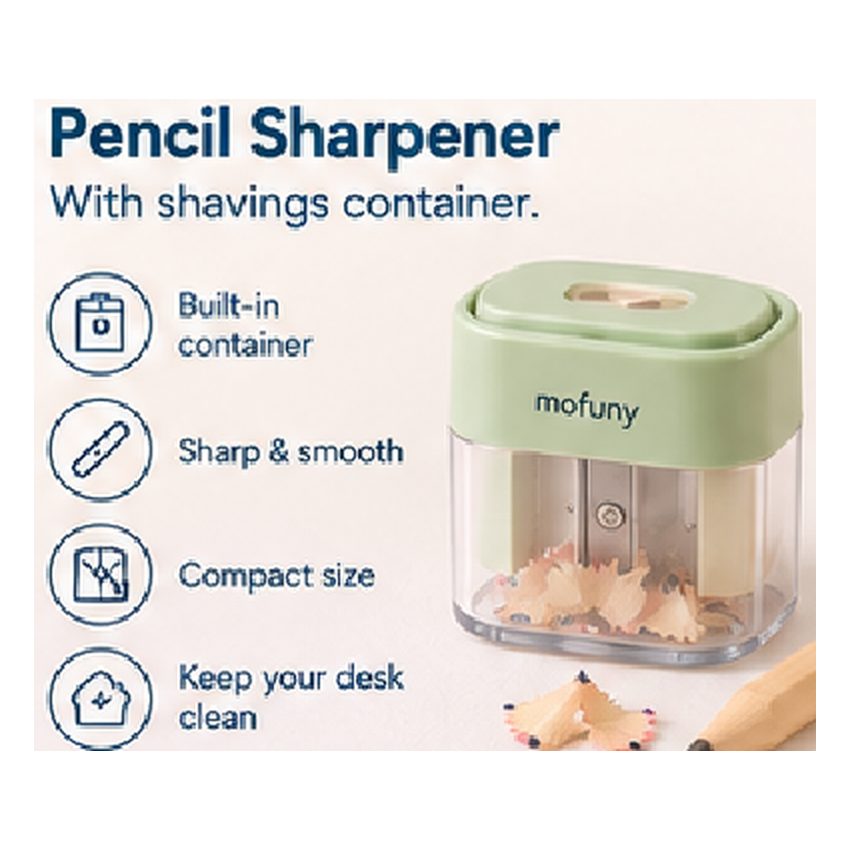 Pencil Sharpener
With shavings container.
Built-in
container
mofuny
Sharp & smooth
Compact size
Keep your desk
clean